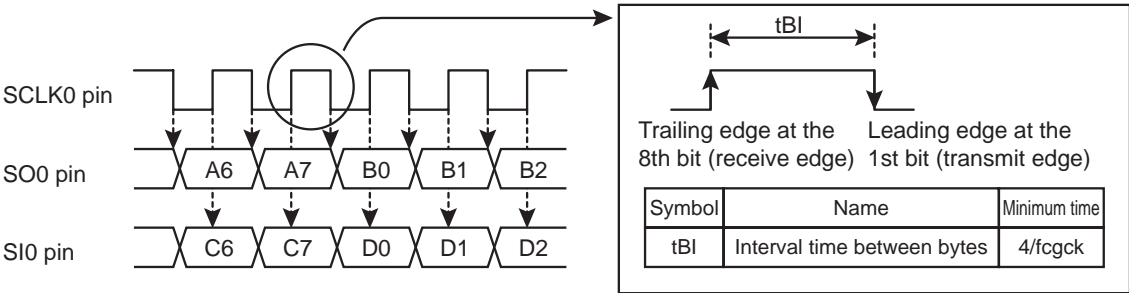 SCLK0 pin
SO0 pin
A6 A7 B0 B1 B2
SI0 pin
C6 C7 D0 D1 D2
tBI
Trailing edge at the
8th bit (receive edge)
Leading edge at the
1st bit (transmit edge)
Symbol Name Minimum time
tBI Interval time between bytes 4/fcgck